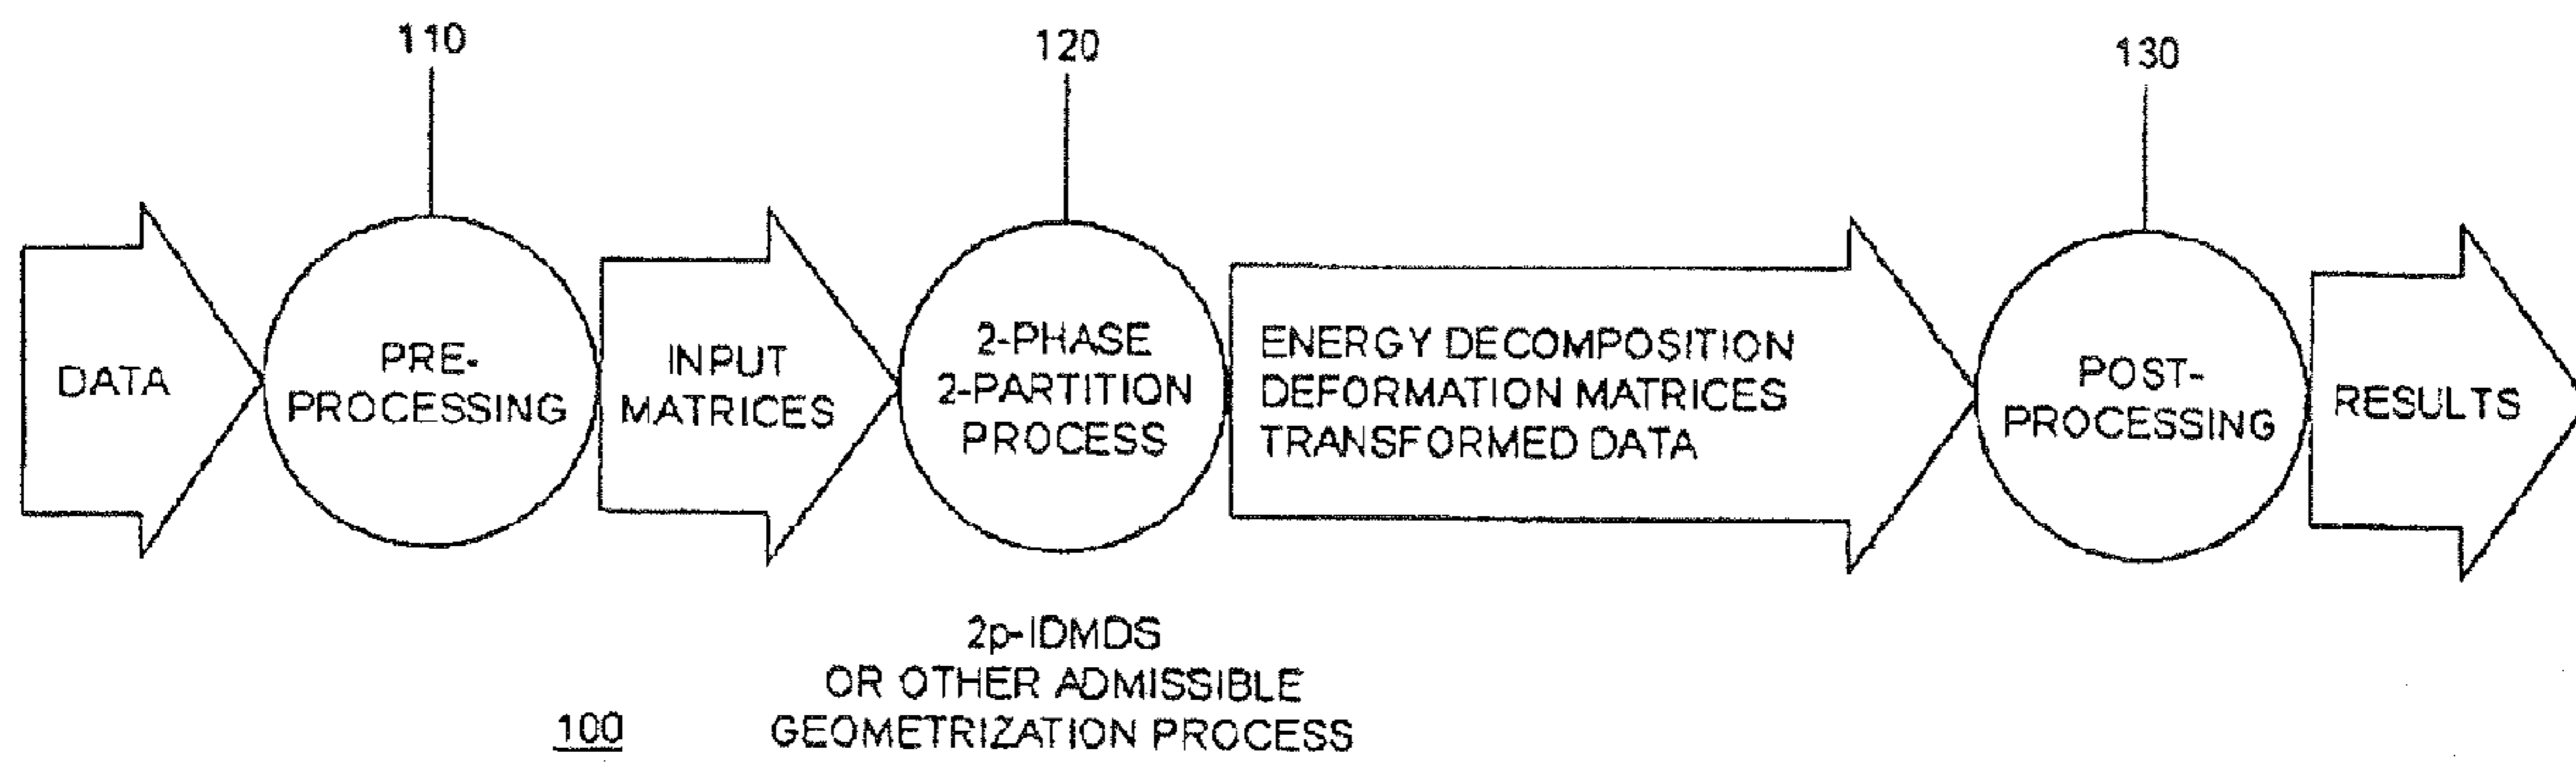 110
120
130
DATA
PRE-
PROCESSING
INPUT
MATRICES
2-PHASE
2-PARTITION
PROCESS
ENERGY DECOMPOSITION
DEFORMATION MATRICES
TRANSFORMED DATA
POST-
PROCESSING
RESULTS
2p-IDMDS
OR OTHER ADMISSIBLE
GEOMETRIZATION PROCESS
100